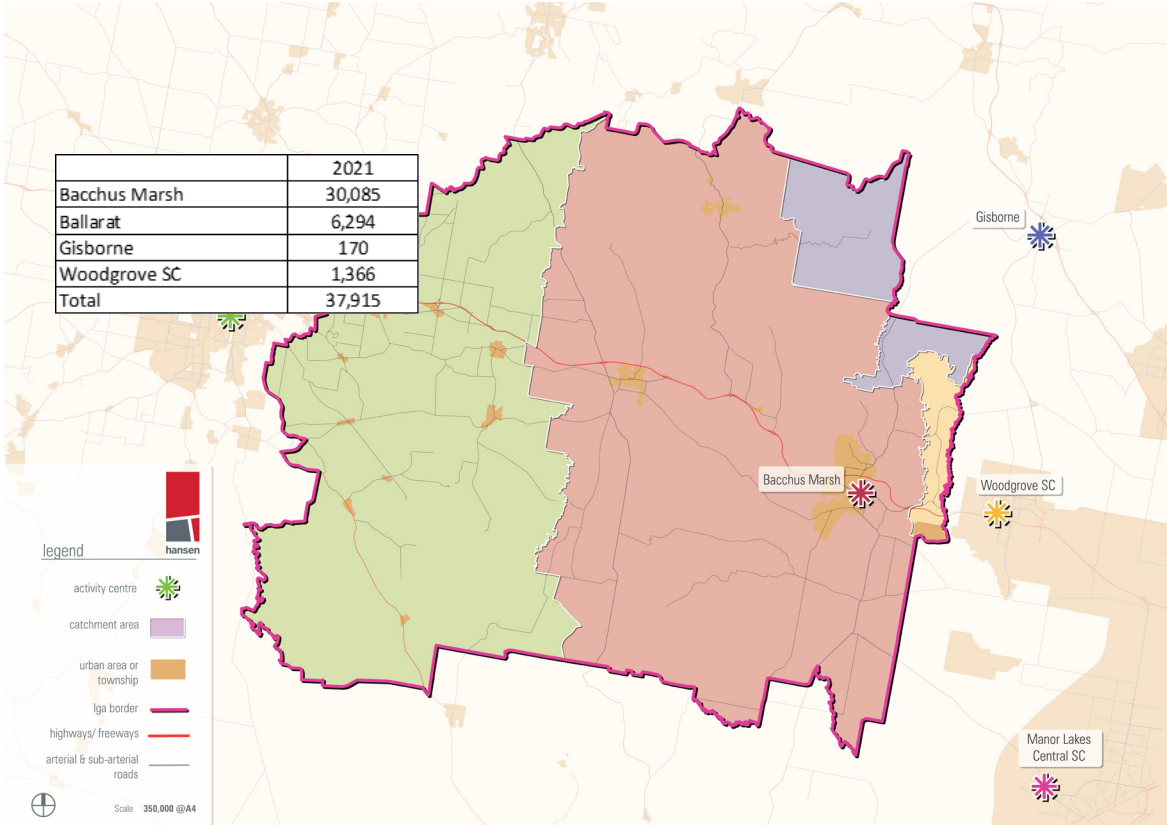 2021
Bacchus Marsh 30,085
Ballarat 6,294
Gisborne 170
Woodgrove SC 1,366
Total 37,915
Gisborne
Bacchus Marsh
Woodgrove SC
Manor Lakes
Central SC
hansen
legend
activity centre
catchment area
urban area or
township
lga border
highways/ freeways
arterial & sub-arterial
roads
Scale 350,000 @A4